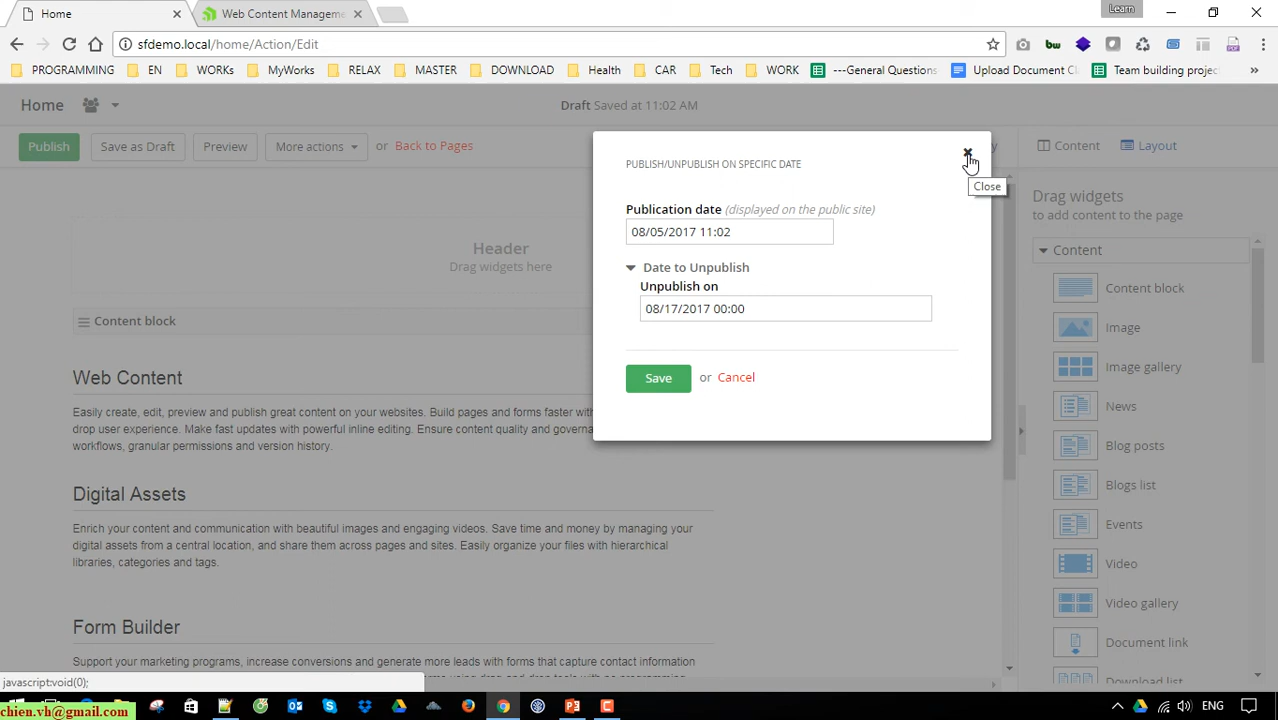 Learn
Home
Web Content Manageme
sfdemo.local/home/Action/Edit
PROGRAMMING EN WORKs MyWorks RELAX MASTER DOWNLOAD Health CAR Tech WORK ---General Questions Upload Document Cl Team building projec »
Home
Draft Saved at 11:02 AM
Publish Save as Draft Preview More actions or Back to Pages
Content Layout
PUBLISH/UNPUBLISH ON SPECIFIC DATE
Close
Publication date (displayed on the public site)
08/05/2017 11:02
Date to Unpublish
Unpublish on
08/17/2017 00:00
Save or Cancel
Header
Drag widgets here
Content block
Web Content
Easily create, edit, preview and publish great content on your websites. Build pages and forms faster with
drop user experience. Make fast updates with powerful inline editing. Ensure content quality and governa
workflows, granular permissions and version history.
Digital Assets
Enrich your content and communication with beautiful images and engaging videos. Save time and money by managing your
digital assets from a central location, and share them across pages and sites. Easily organize your files with hierarchical
libraries, categories and tags.
Form Builder
Support your marketing programs, increase conversions and generate more leads with forms that capture contact information
Drag widgets
to add content to the page
Content
Content block
Image
Image gallery
News
Blog posts
Blogs list
Events
Video
Video gallery
Document link
Download list
javascript:void(0);
chien.vh@gmail.com
ENG